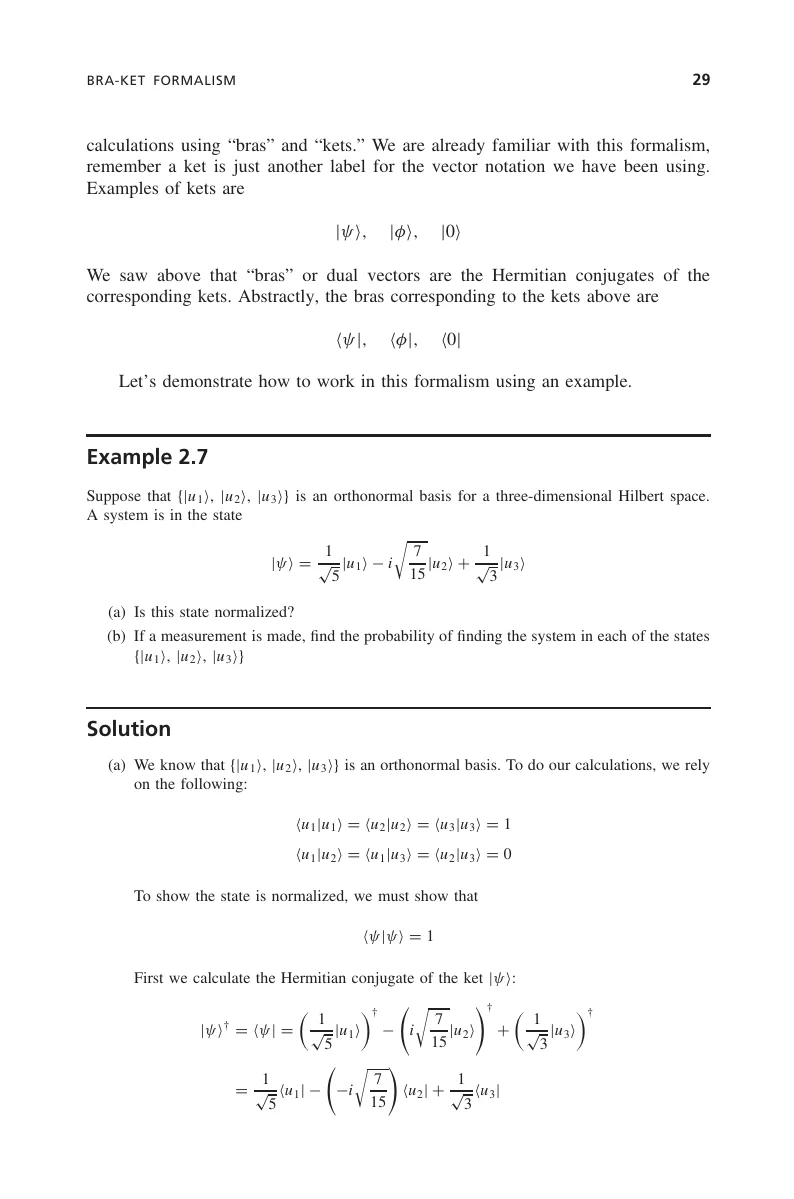 BRA-KET FORMALISM 29
calculations using “bras” and “kets.” We are already familiar with this formalism,
remember a ket is just another label for the vector notation we have been using.
Examples of kets are
|ψ⟩, |ϕ⟩, |0⟩
We saw above that “bras” or dual vectors are the Hermitian conjugates of the
corresponding kets. Abstractly, the bras corresponding to the kets above are
⟨ψ|, ⟨ϕ|, ⟨0|
Let’s demonstrate how to work in this formalism using an example.
Example 2.7
Suppose that {|u₁⟩, |u₂⟩, |u₃⟩} is an orthonormal basis for a three-dimensional Hilbert space.
A system is in the state
|ψ⟩ = 1/√5 |u₁⟩ − i√(7/15) |u₂⟩ + 1/√3 |u₃⟩
(a) Is this state normalized?
(b) If a measurement is made, find the probability of finding the system in each of the states
{|u₁⟩, |u₂⟩, |u₃⟩}
Solution
(a) We know that {|u₁⟩, |u₂⟩, |u₃⟩} is an orthonormal basis. To do our calculations, we rely
on the following:
⟨u₁|u₁⟩ = ⟨u₂|u₂⟩ = ⟨u₃|u₃⟩ = 1
⟨u₁|u₂⟩ = ⟨u₁|u₃⟩ = ⟨u₂|u₃⟩ = 0
To show the state is normalized, we must show that
⟨ψ|ψ⟩ = 1
First we calculate the Hermitian conjugate of the ket |ψ⟩:
|ψ⟩† = ⟨ψ| = (1/√5 |u₁⟩)† − (i√(7/15) |u₂⟩)† + (1/√3 |u₃⟩)†
= 1/√5 ⟨u₁| − (−i√(7/15)) ⟨u₂| + 1/√3 ⟨u₃|